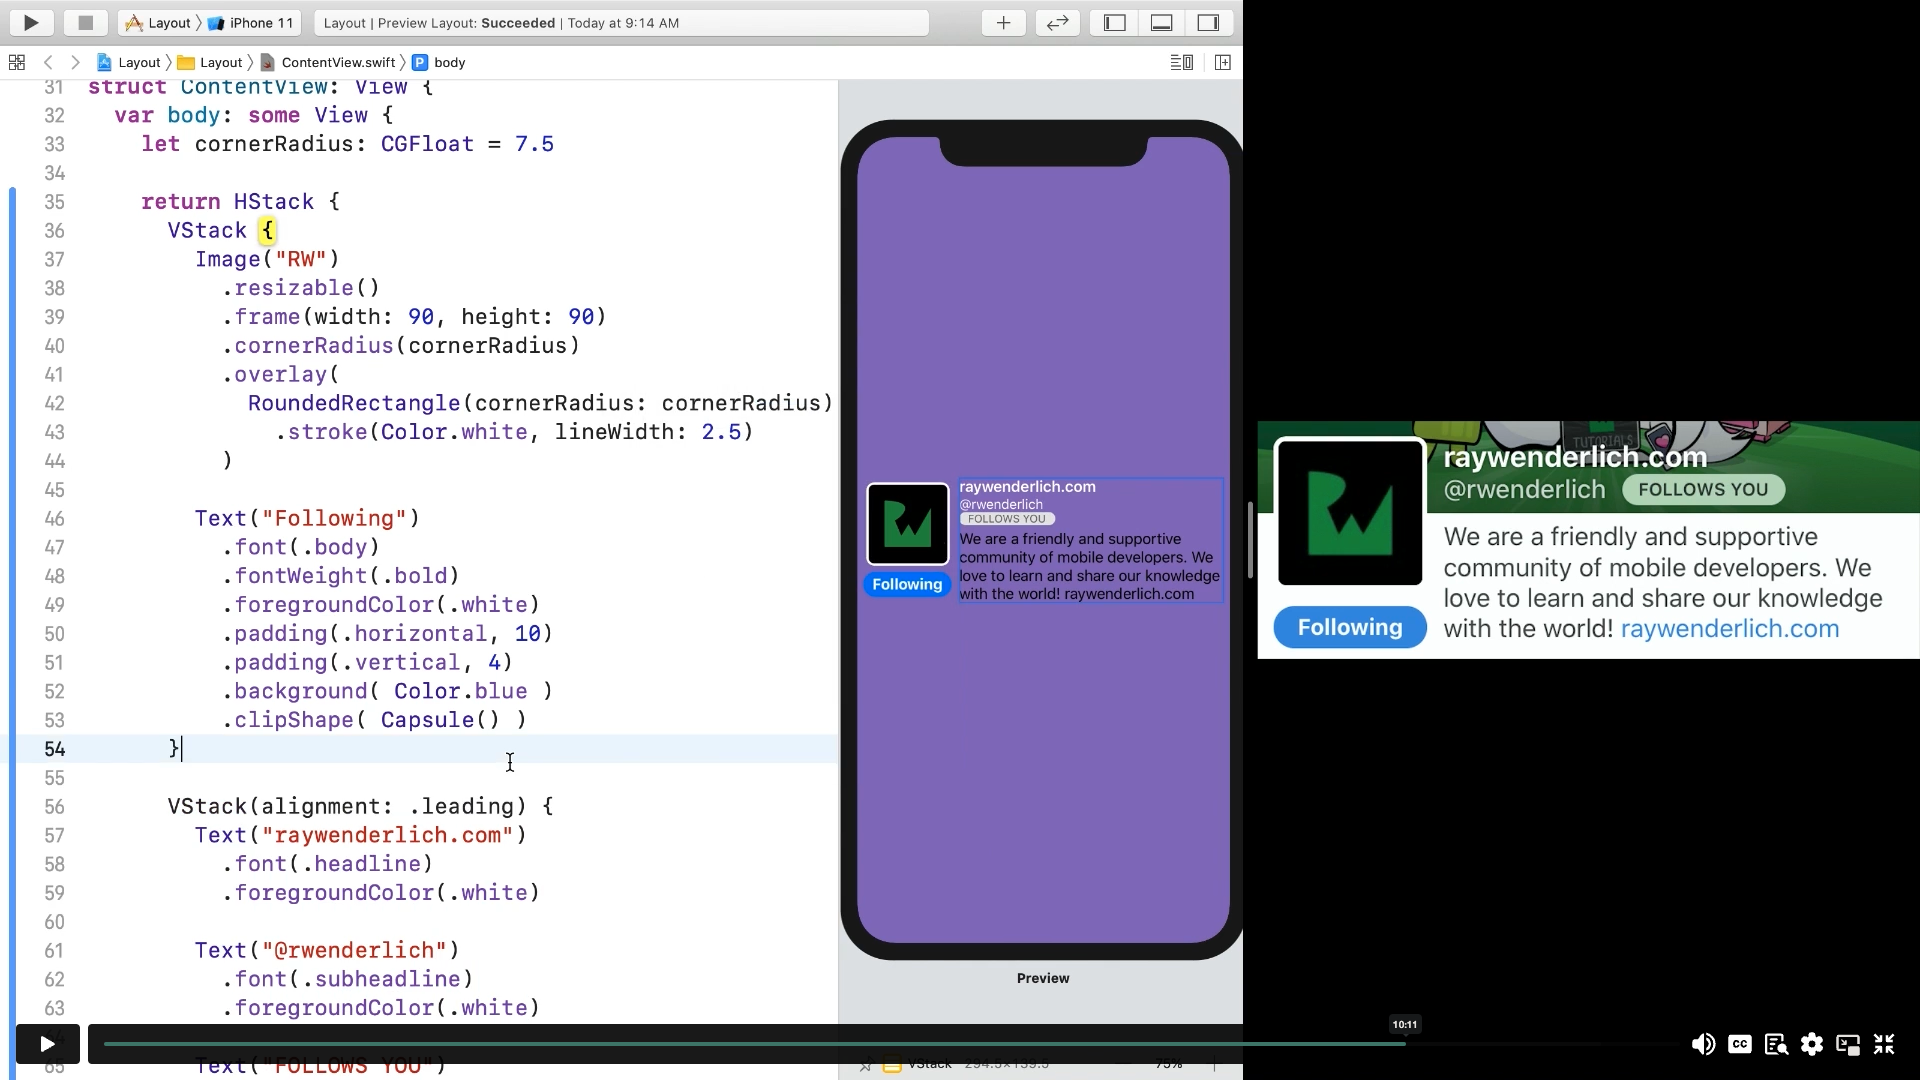 Layout
iPhone 11
Layout | Preview Layout: Succeeded | Today at 9:14 AM
Layout
Layout
ContentView.swift
P body
31 struct ContentView: View {
32 var body: some View {
33 let cornerRadius: CGFloat = 7.5
34
35 return HStack {
36 VStack {
37 Image("RW")
38 .resizable()
39 .frame(width: 90, height: 90)
40 .cornerRadius(cornerRadius)
41 .overlay(
42 RoundedRectangle(cornerRadius: cornerRadius)
43 .stroke(Color.white, lineWidth: 2.5)
44 )
45
46 Text("Following")
47 .font(.body)
48 .fontWeight(.bold)
49 .foregroundColor(.white)
50 .padding(.horizontal, 10)
51 .padding(.vertical, 4)
52 .background( Color.blue )
53 .clipShape( Capsule() )
54 }
55
56 VStack(alignment: .leading) {
57 Text("raywenderlich.com")
58 .font(.headline)
59 .foregroundColor(.white)
60
61 Text("@rwenderlich")
62 .font(.subheadline)
63 .foregroundColor(.white)
65 Text("FOLLOWS YOU")
raywenderlich.com
@rwenderlich
FOLLOWS YOU
We are a friendly and supportive
community of mobile developers. We
love to learn and share our knowledge
with the world! raywenderlich.com
Following
Preview
VStack 294.5×139.5
75%
TUTORIALS
raywenderlich.com
@rwenderlich
FOLLOWS YOU
We are a friendly and supportive
community of mobile developers. We
love to learn and share our knowledge
with the world! raywenderlich.com
Following
10:11
CC